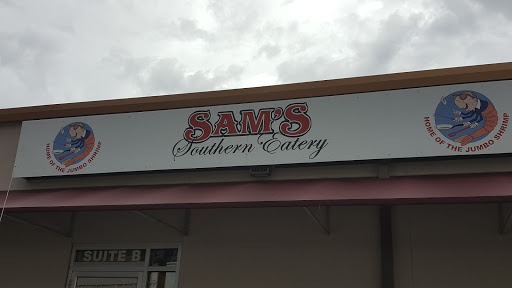 SAM'S
Southern Eatery
HOME OF THE JUMBO SHRIMP
HOME OF THE JUMBO SHRIMP
SUITE B